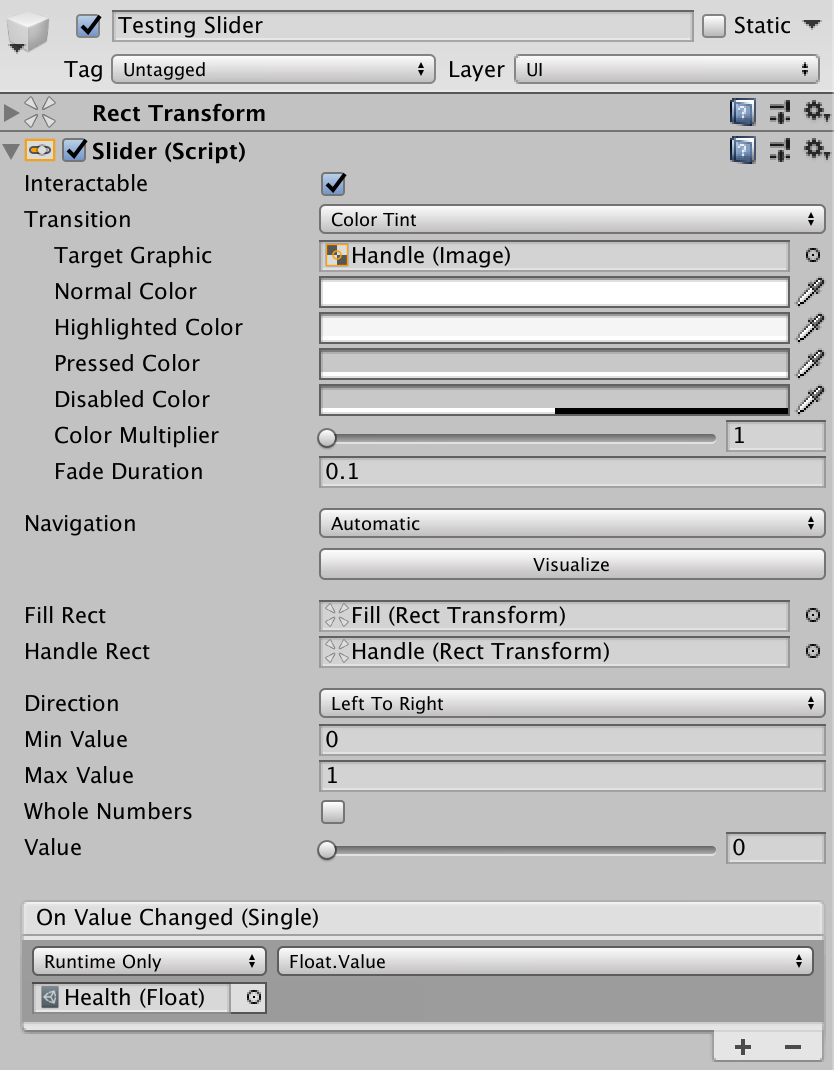 Testing Slider
Static
Tag Untagged Layer UI
Rect Transform
Slider (Script)
Interactable
Transition Color Tint
Target Graphic Handle (Image)
Normal Color
Highlighted Color
Pressed Color
Disabled Color
Color Multiplier 1
Fade Duration 0.1
Navigation Automatic
Visualize
Fill Rect Fill (Rect Transform)
Handle Rect Handle (Rect Transform)
Direction Left To Right
Min Value 0
Max Value 1
Whole Numbers
Value 0
On Value Changed (Single)
Runtime Only Float.Value
Health (Float)